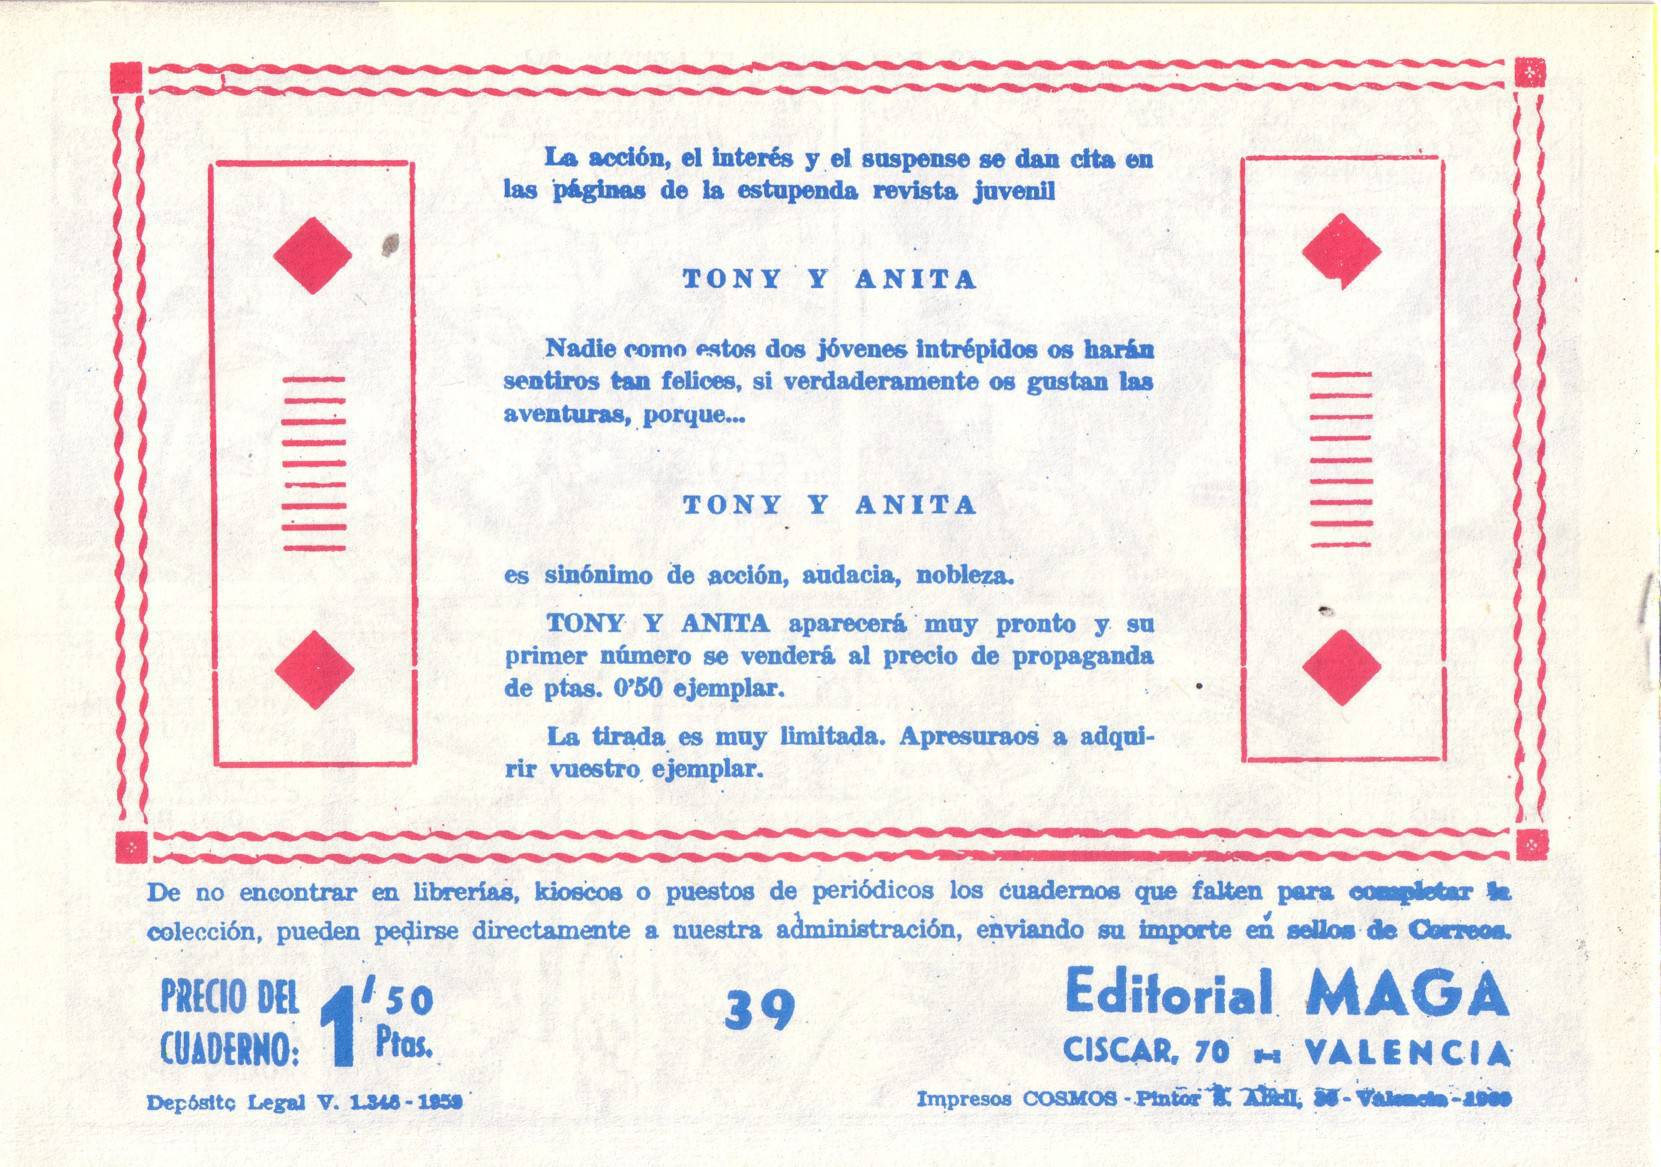 La acción, el interés y el suspense se dan cita en
las páginas de la estupenda revista juvenil
TONY Y ANITA
Nadie como estos dos jóvenes intrépidos os harán
sentiros tan felices, si verdaderamente os gustan las
aventuras, porque...
TONY Y ANITA
es sinónimo de acción, audacia, nobleza.
TONY Y ANITA aparecerá muy pronto y su
primer número se venderá al precio de propaganda
de ptas. 0'50 ejemplar.
La tirada es muy limitada. Apresuraos a adqui-
rir vuestro ejemplar.
De no encontrar en librerías, kioscos o puestos de periódicos los cuadernos que falten para completar la
colección, pueden pedirse directamente a nuestra administración, enviando su importe en sellos de Correos.
PRECIO DEL
CUADERNO:
1'50
Ptas.
39
Editorial MAGA
CISCAR, 70 - VALENCIA
Depósito Legal V. -
Impresos COSMOS - Pintor - Valencia -